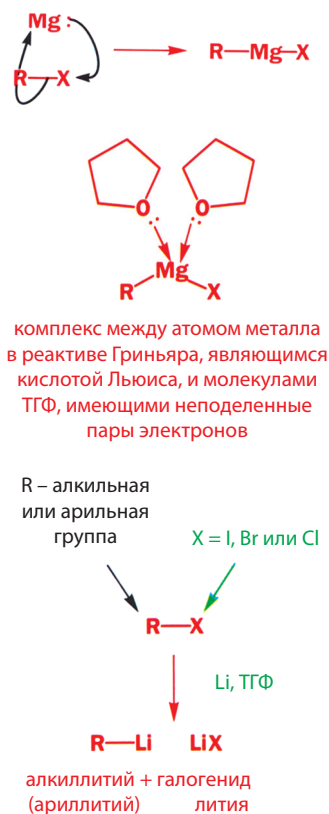 Mg:
R—X
R—Mg—X
O O
Mg
R X
комплекс между атомом металла
в реактиве Гриньяра, являющимся
кислотой Льюиса, и молекулами
ТГФ, имеющими неподеленные
пары электронов
R – алкильная
или арильная
группа
X = I, Br или Cl
R—X
Li, ТГФ
R—Li LiX
алкиллитий + галогенид
(ариллитий) лития